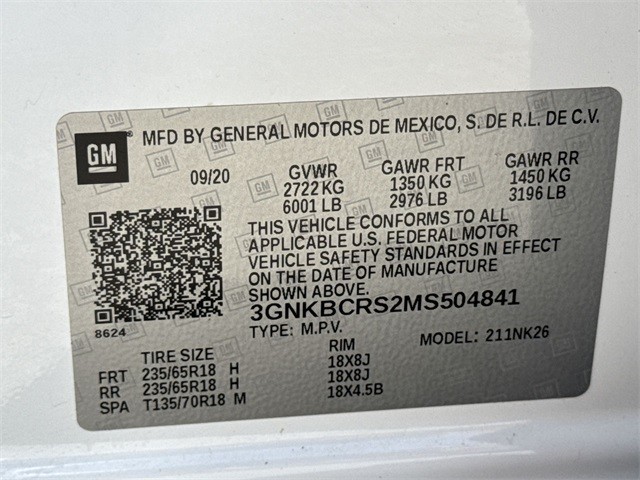 GM
MFD BY GENERAL MOTORS DE MEXICO, S. DE R.L. DE C.V.
09/20 GVWR GAWR FRT GAWR RR
2722 KG 1350 KG 1450 KG
6001 LB 2976 LB 3196 LB
THIS VEHICLE CONFORMS TO ALL
APPLICABLE U.S. FEDERAL MOTOR
VEHICLE SAFETY STANDARDS IN EFFECT
ON THE DATE OF MANUFACTURE
SHOWN ABOVE.
3GNKBCRS2MS504841
8624
TYPE: M.P.V. MODEL: 211NK26
TIRE SIZE RIM
FRT 235/65R18 H 18X8J
RR 235/65R18 H 18X8J
SPA T135/70R18 M 18X4.5B